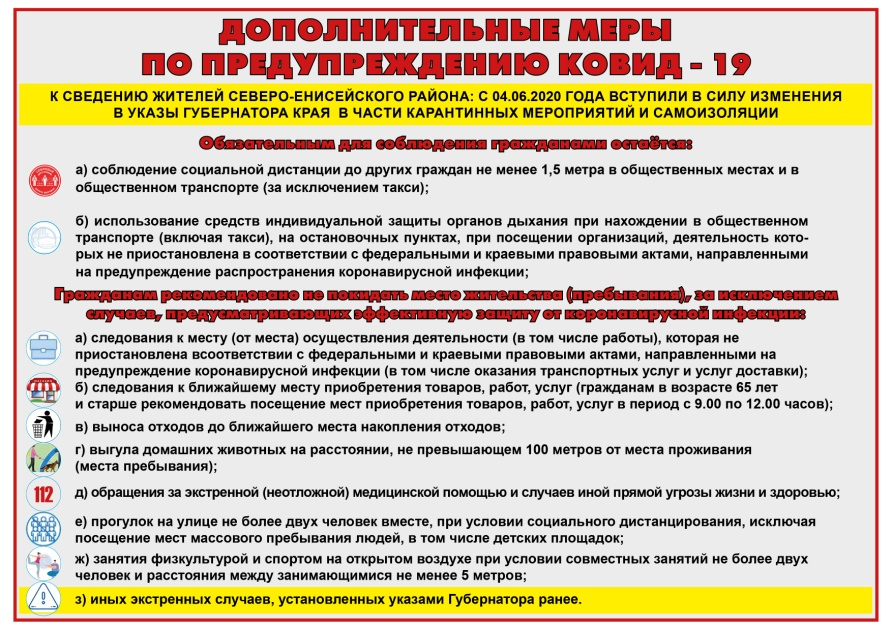 ДОПОЛНИТЕЛЬНЫЕ МЕРЫ
ПО ПРЕДУПРЕЖДЕНИЮ КОВИД - 19
К СВЕДЕНИЮ ЖИТЕЛЕЙ СЕВЕРО-ЕНИСЕЙСКОГО РАЙОНА: С 04.06.2020 ГОДА ВСТУПИЛИ В СИЛУ ИЗМЕНЕНИЯ
В УКАЗЫ ГУБЕРНАТОРА КРАЯ В ЧАСТИ КАРАНТИННЫХ МЕРОПРИЯТИЙ И САМОИЗОЛЯЦИИ
Обязательным для соблюдения гражданами остаётся:
а) соблюдение социальной дистанции до других граждан не менее 1,5 метра в общественных местах и в
общественном транспорте (за исключением такси);
б) использование средств индивидуальной защиты органов дыхания при нахождении в общественном
транспорте (включая такси), на остановочных пунктах, при посещении организаций, деятельность кото-
рых не приостановлена в соответствии с федеральными и краевыми правовыми актами, направленными
на предупреждение распространения коронавирусной инфекции;
Гражданам рекомендовано не покидать место жительства (пребывания), за исключением
случаев, предусматривающих эффективную защиту от коронавирусной инфекции:
а) следования к месту (от места) осуществления деятельности (в том числе работы), которая не
приостановлена всоответствии с федеральными и краевыми правовыми актами, направленными на
предупреждение коронавирусной инфекции (в том числе оказания транспортных услуг и услуг доставки);
б) следования к ближайшему месту приобретения товаров, работ, услуг (гражданам в возрасте 65 лет
и старше рекомендовать посещение мест приобретения товаров, работ, услуг в период с 9.00 по 12.00 часов);
в) выноса отходов до ближайшего места накопления отходов;
г) выгула домашних животных на расстоянии, не превышающем 100 метров от места проживания
(места пребывания);
112 д) обращения за экстренной (неотложной) медицинской помощью и случаев иной прямой угрозы жизни и здоровью;
е) прогулок на улице не более двух человек вместе, при условии социального дистанцирования, исключая
посещение мест массового пребывания людей, в том числе детских площадок;
ж) занятия физкультурой и спортом на открытом воздухе при условии совместных занятий не более двух
человек и расстояния между занимающимися не менее 5 метров;
з) иных экстренных случаев, установленных указами Губернатора ранее.